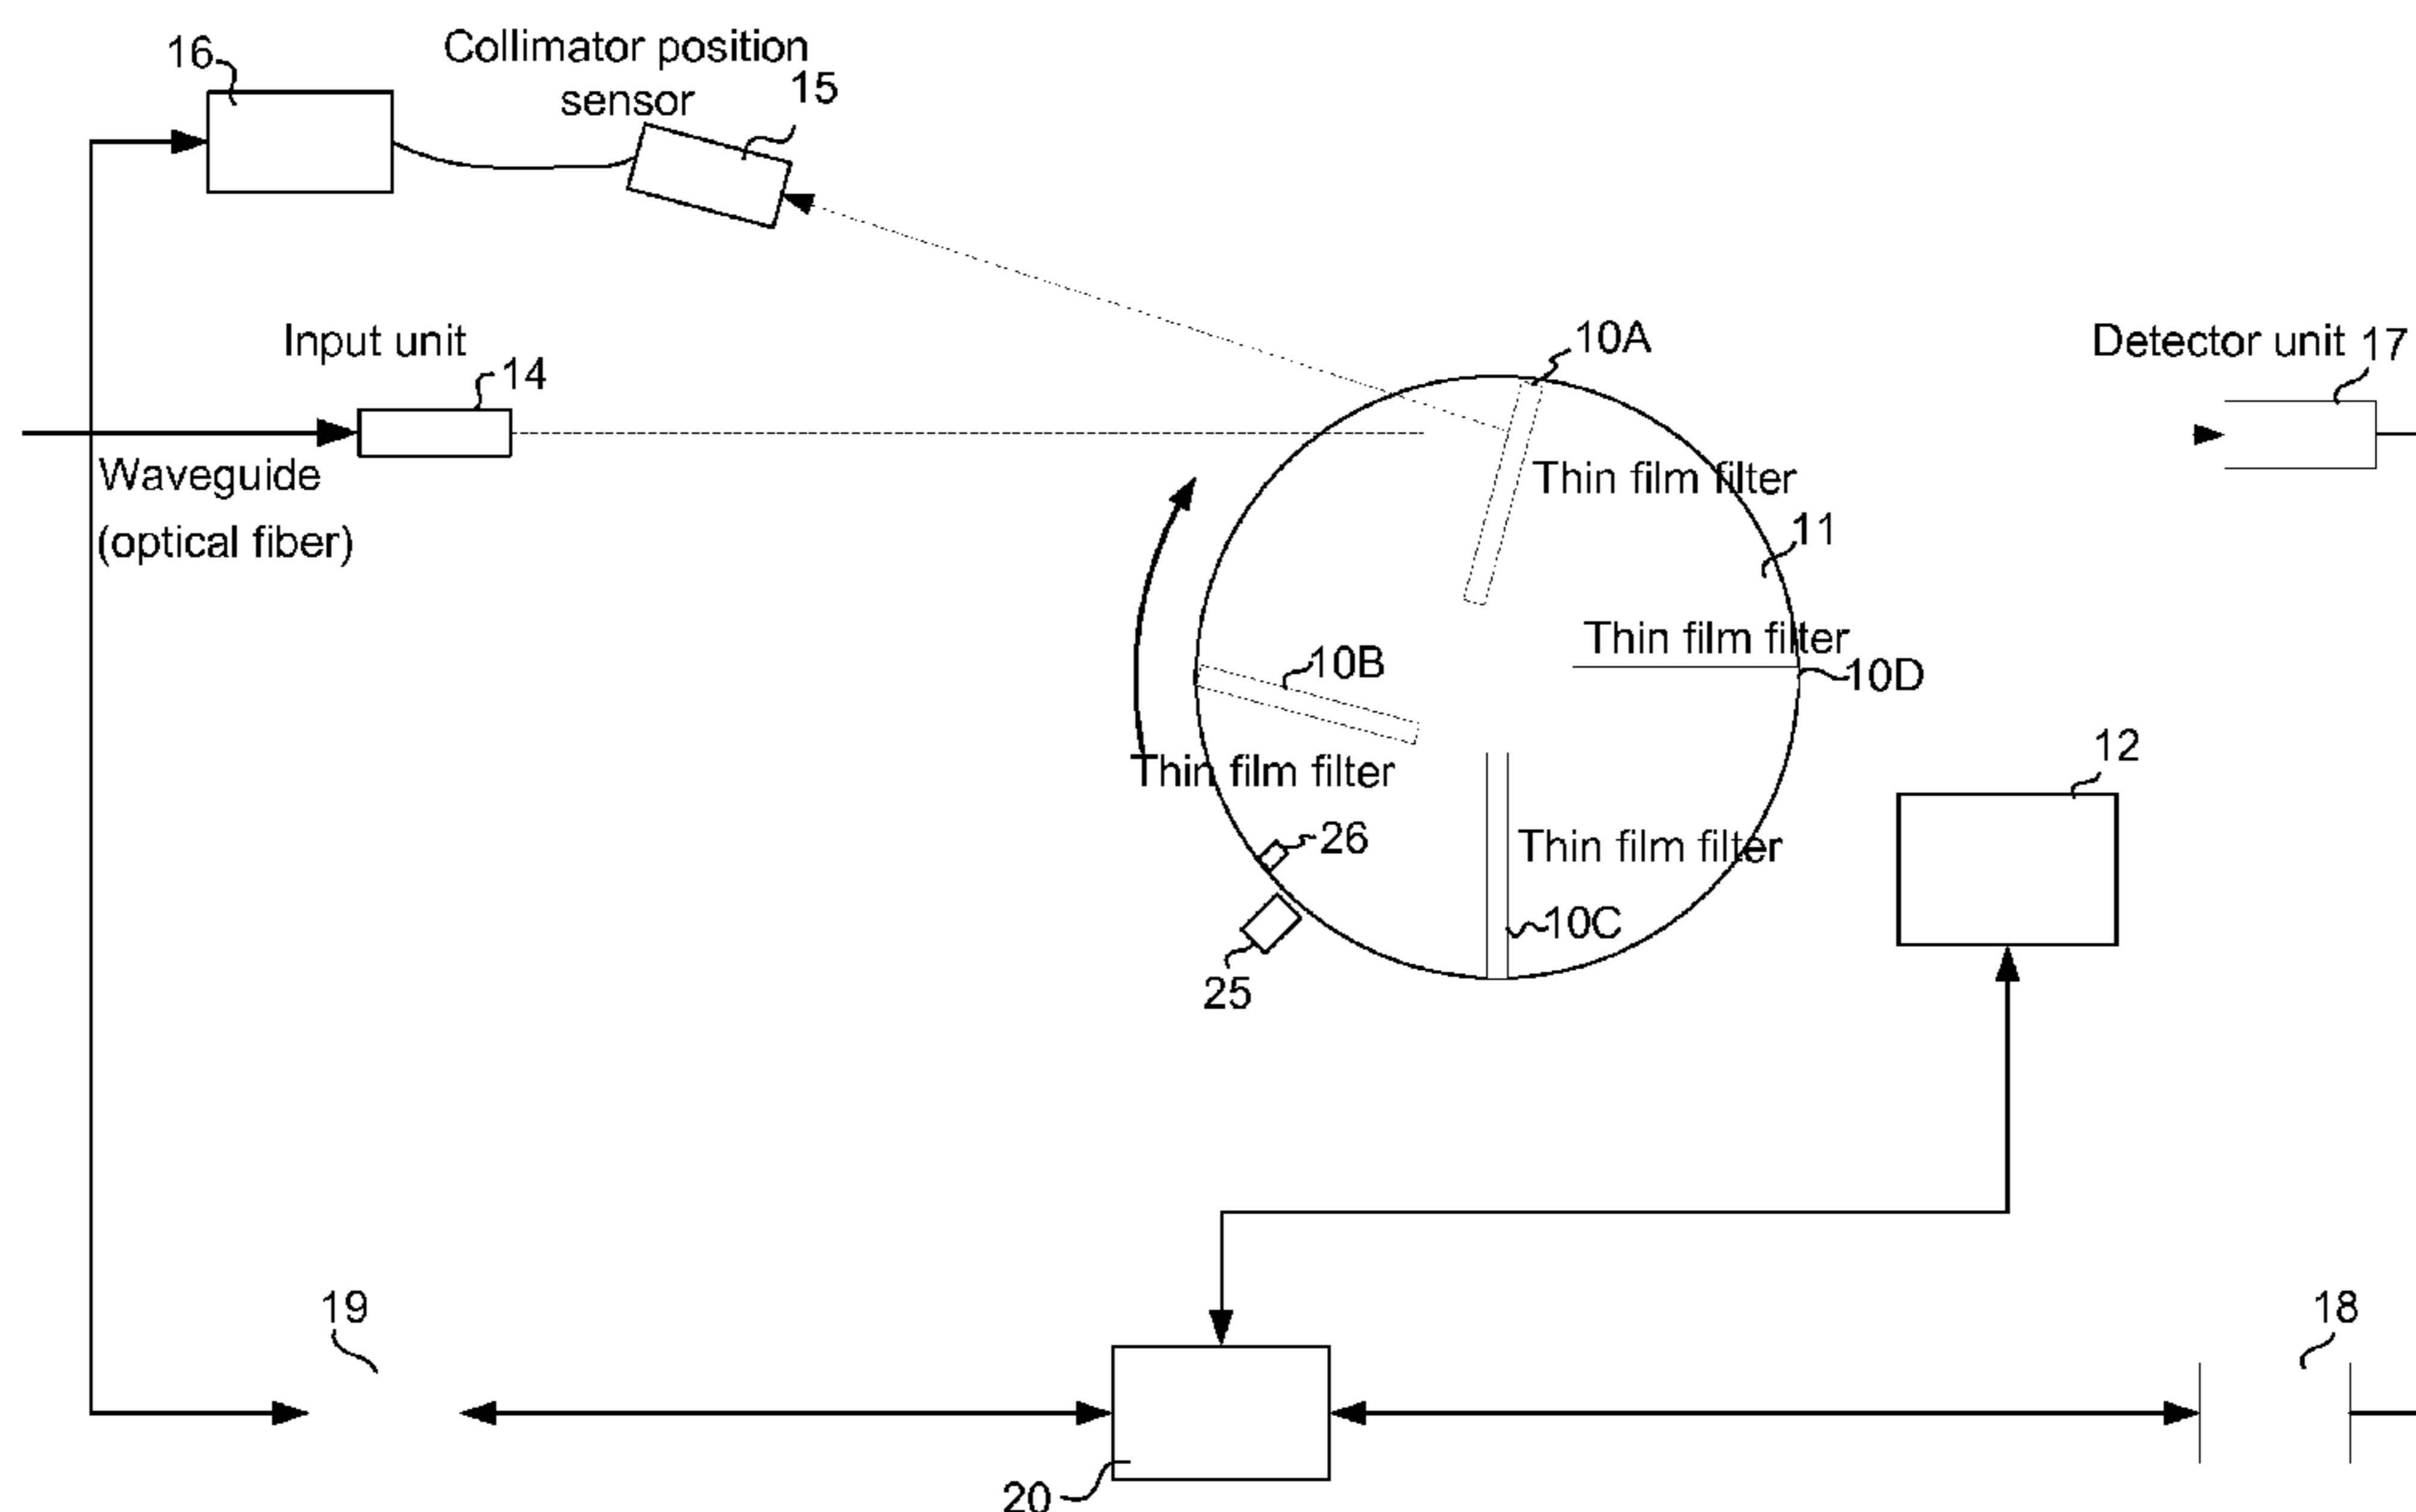 16
Collimator position
sensor
15
Input unit
14
10A
Detector unit 17
Waveguide
(optical fiber)
Thin film filter
11
Thin film filter
10B
10D
Thin film filter
12
26
Thin film filter
10C
25
19
18
20